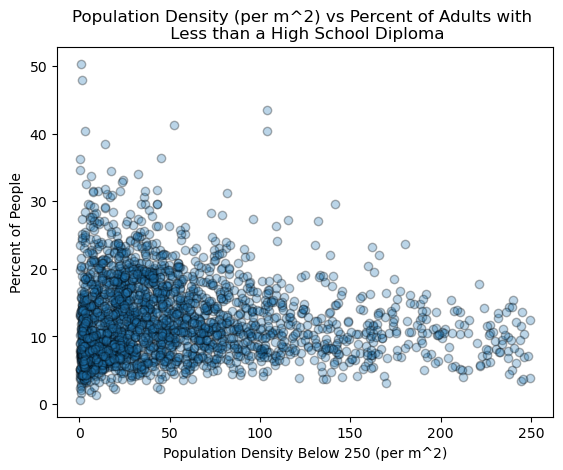 Population Density (per m^2) vs Percent of Adults with
Less than a High School Diploma
50
40
30
20
10
0
Percent of People
0 50 100 150 200 250
Population Density Below 250 (per m^2)